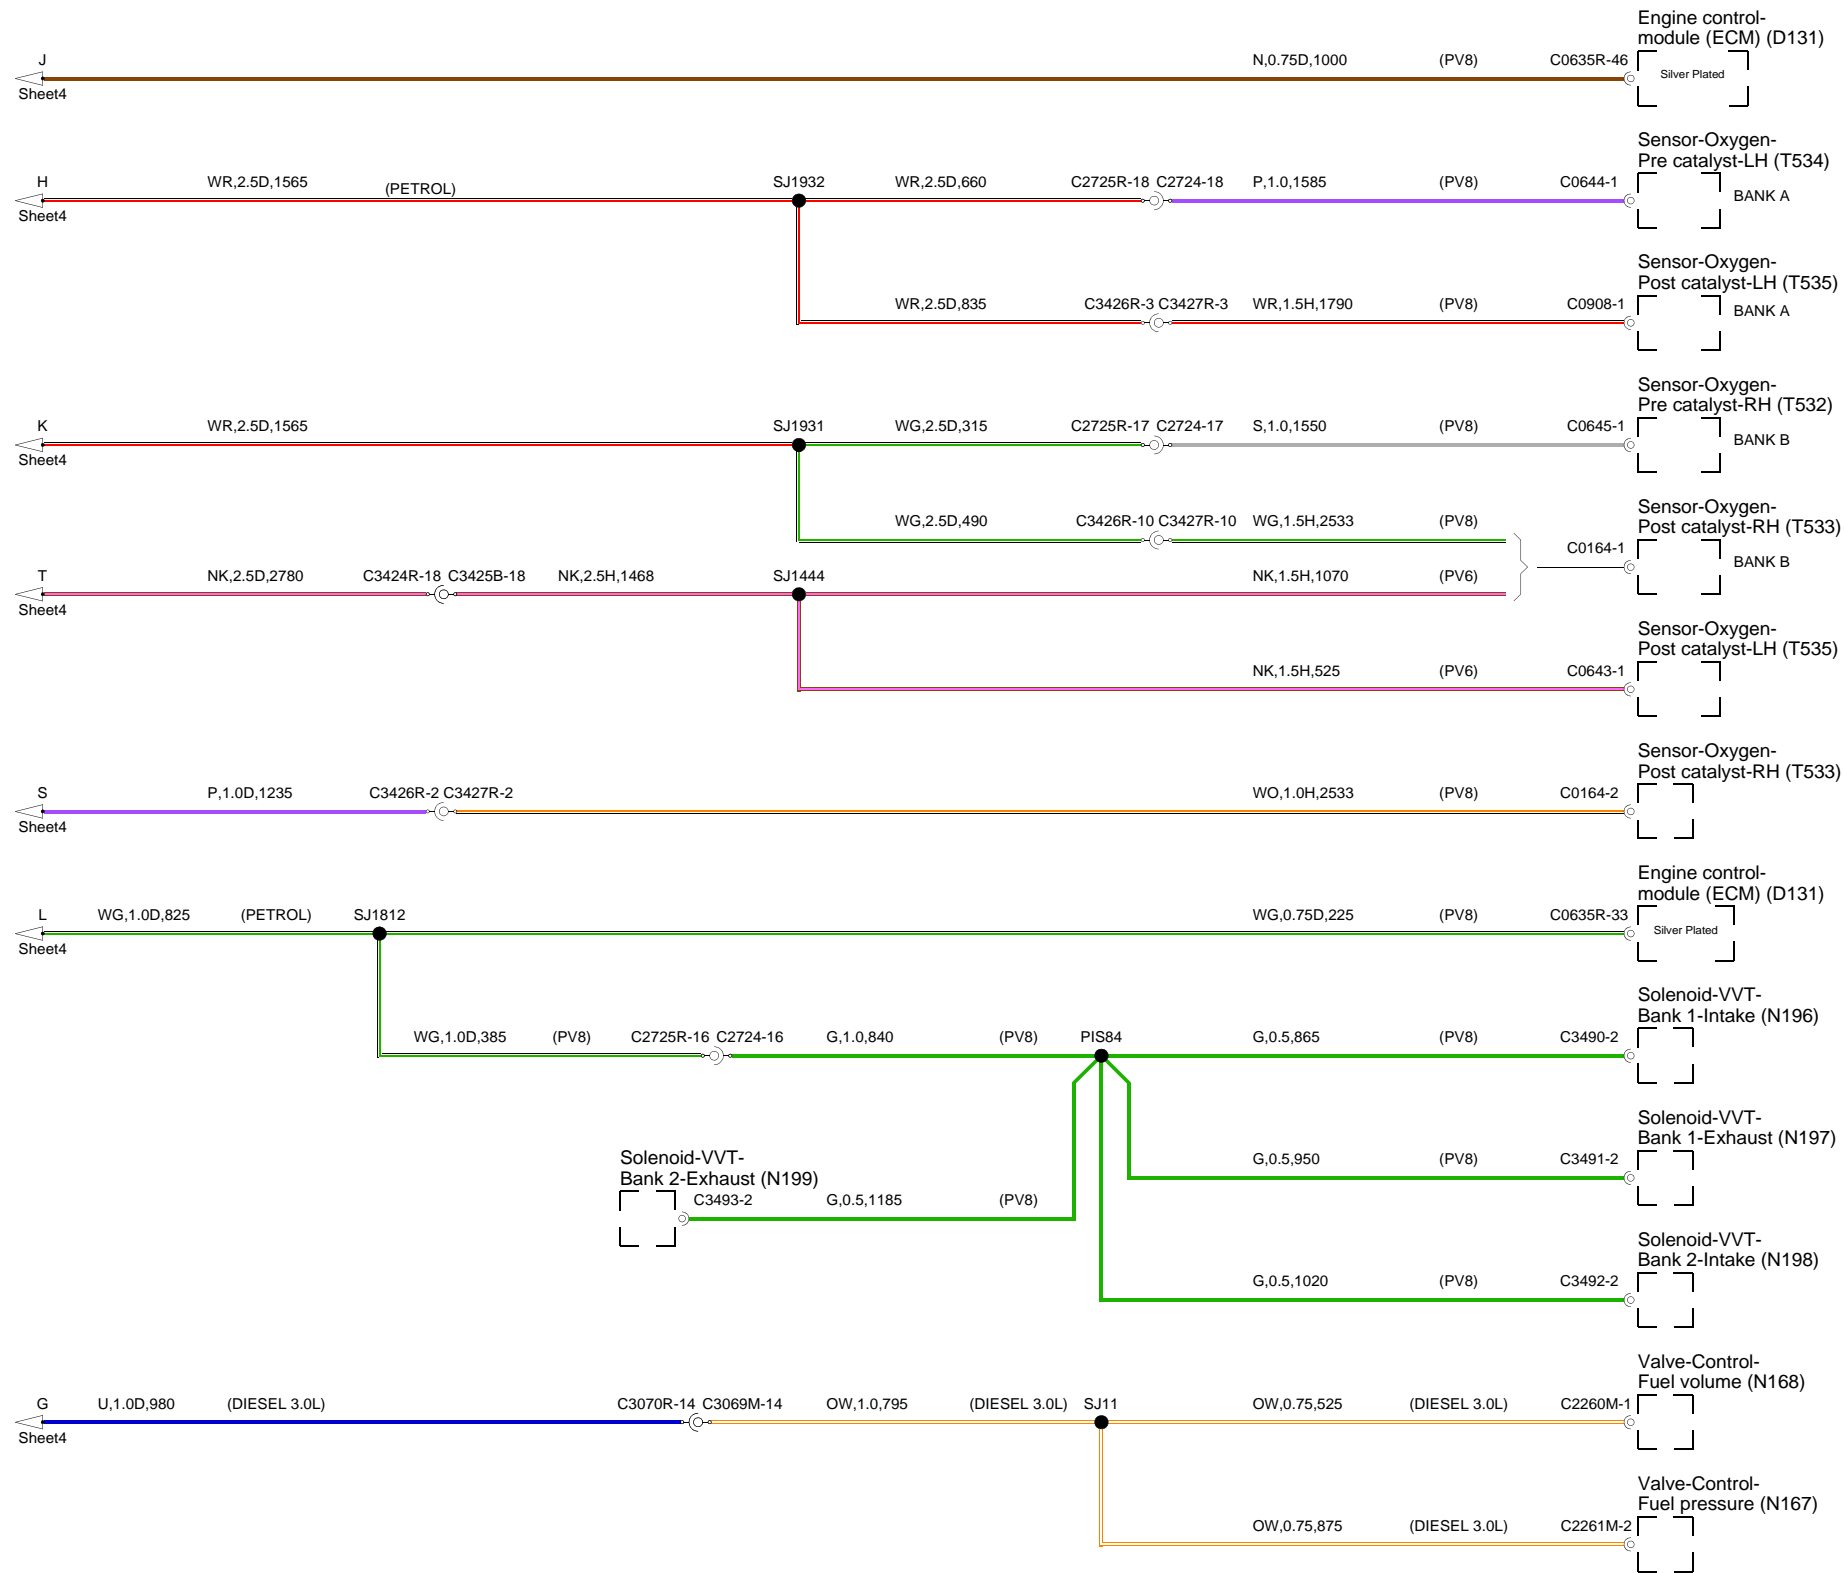 Engine control-
module (ECM) (D131)
J N,0.75D,1000 (PV8) C0635R-46
Silver Plated
Sheet4
Sensor-Oxygen-
Pre catalyst-LH (T534)
H WR,2.5D,1565 (PETROL) SJ1932 WR,2.5D,660 C2725R-18 C2724-18 P,1.0,1585 (PV8) C0644-1
BANK A
Sheet4
Sensor-Oxygen-
Post catalyst-LH (T535)
WR,2.5D,835 C3426R-3 C3427R-3 WR,1.5H,1790 (PV8) C0908-1
BANK A
Sensor-Oxygen-
Pre catalyst-RH (T532)
K WR,2.5D,1565 SJ1931 WG,2.5D,315 C2725R-17 C2724-17 S,1.0,1550 (PV8) C0645-1
BANK B
Sheet4
Sensor-Oxygen-
Post catalyst-RH (T533)
WG,2.5D,490 C3426R-10 C3427R-10 WG,1.5H,2533 (PV8)
C0164-1
BANK B
T NK,2.5D,2780 C3424R-18 C3425B-18 NK,2.5H,1468 SJ1444 NK,1.5H,1070 (PV6)
Sheet4
Sensor-Oxygen-
Post catalyst-LH (T535)
NK,1.5H,525 (PV6) C0643-1
Sensor-Oxygen-
Post catalyst-RH (T533)
S P,1.0D,1235 C3426R-2 C3427R-2 WO,1.0H,2533 (PV8) C0164-2
Sheet4
Engine control-
module (ECM) (D131)
L WG,1.0D,825 (PETROL) SJ1812 WG,0.75D,225 (PV8) C0635R-33
Silver Plated
Sheet4
Solenoid-VVT-
Bank 1-Intake (N196)
WG,1.0D,385 (PV8) C2725R-16 C2724-16 G,1.0,840 (PV8) PIS84 G,0.5,865 (PV8) C3490-2
Solenoid-VVT-
Bank 1-Exhaust (N197)
G,0.5,950 (PV8) C3491-2
Solenoid-VVT-
Bank 2-Exhaust (N199)
C3493-2 G,0.5,1185 (PV8)
Solenoid-VVT-
Bank 2-Intake (N198)
G,0.5,1020 (PV8) C3492-2
Valve-Control-
Fuel volume (N168)
G U,1.0D,980 (DIESEL 3.0L) C3070R-14 C3069M-14 OW,1.0,795 (DIESEL 3.0L) SJ11 OW,0.75,525 (DIESEL 3.0L) C2260M-1
Sheet4
Valve-Control-
Fuel pressure (N167)
OW,0.75,875 (DIESEL 3.0L) C2261M-2